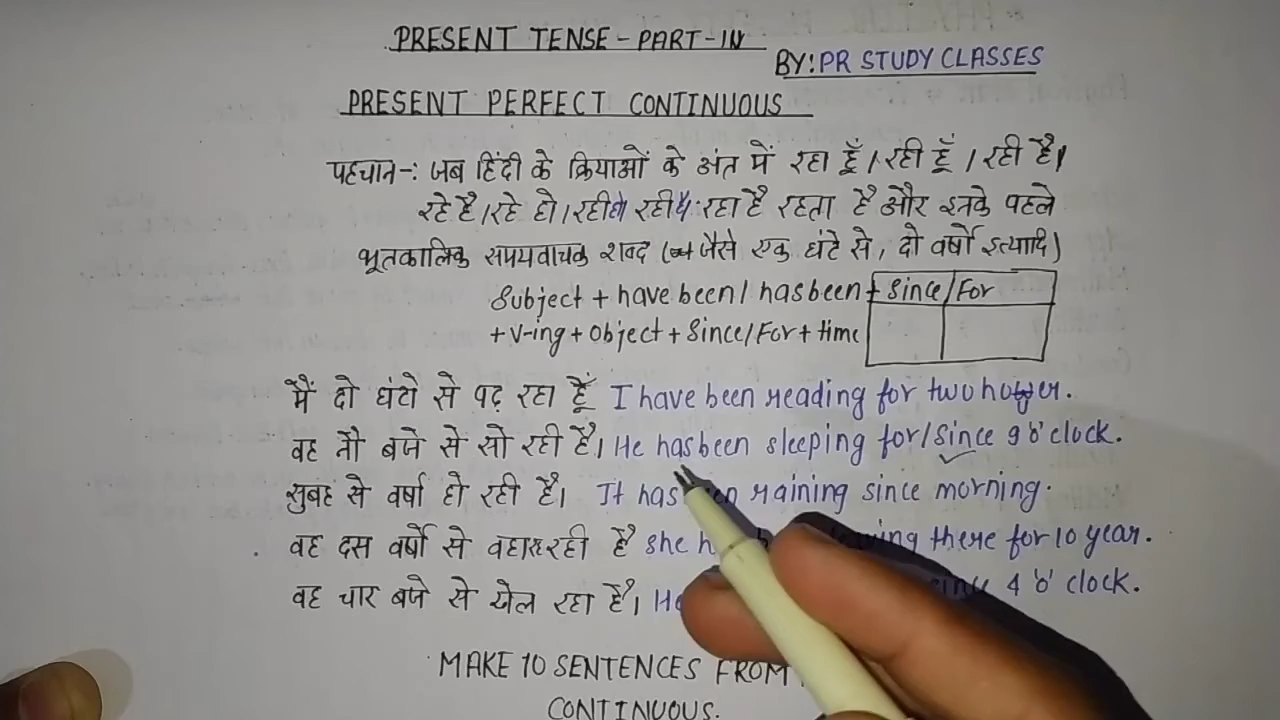 PRESENT TENSE - PART-IV
BY: PR STUDY CLASSES
PRESENT PERFECT CONTINUOUS
पहचान-: जब हिंदी के क्रियाओं के अंत में रहा हूँ / रही हूँ / रही है/
रहे है / रहे हो / रही हो रही है रहा है रहता है और इनके पहले
भूतकालिक समयवाचक शब्द ( जैसे एक घंटे से, दो वर्षो इत्यादि)
Subject + have been / has been + Since / For
+ V-ing + Object + Since/For + time
मैं दो घंटो से पढ़ रहा हूँ I have been reading for two
वह नौ बजे से सो रही है। He has been sleeping for/since 9 o'clock.
सुबह से वर्षा हो रही है। It has been raining since morning.
वह दस वर्षो से रही है she there for 10 year.
वह चार बजे से खेल रहा है। He 4 'o' clock.
MAKE 10 SENTENCES FROM
CONTINUOUS.